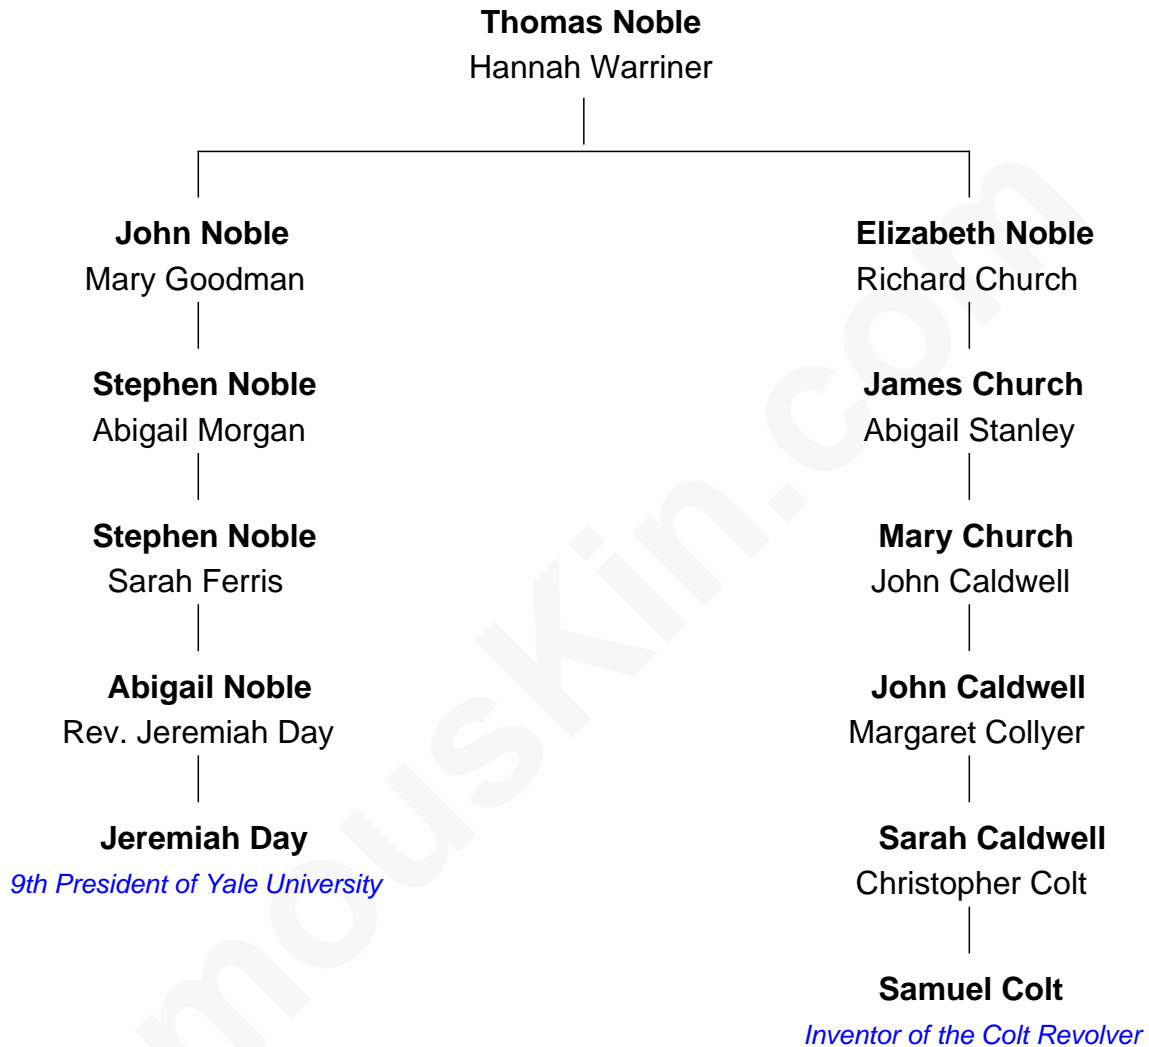 Thomas Noble
Hannah Warriner
John Noble
Mary Goodman
Stephen Noble
Abigail Morgan
Stephen Noble
Sarah Ferris
Abigail Noble
Rev. Jeremiah Day
Jeremiah Day
9th President of Yale University
Elizabeth Noble
Richard Church
James Church
Abigail Stanley
Mary Church
John Caldwell
John Caldwell
Margaret Collyer
Sarah Caldwell
Christopher Colt
Samuel Colt
Inventor of the Colt Revolver
mousKin.com